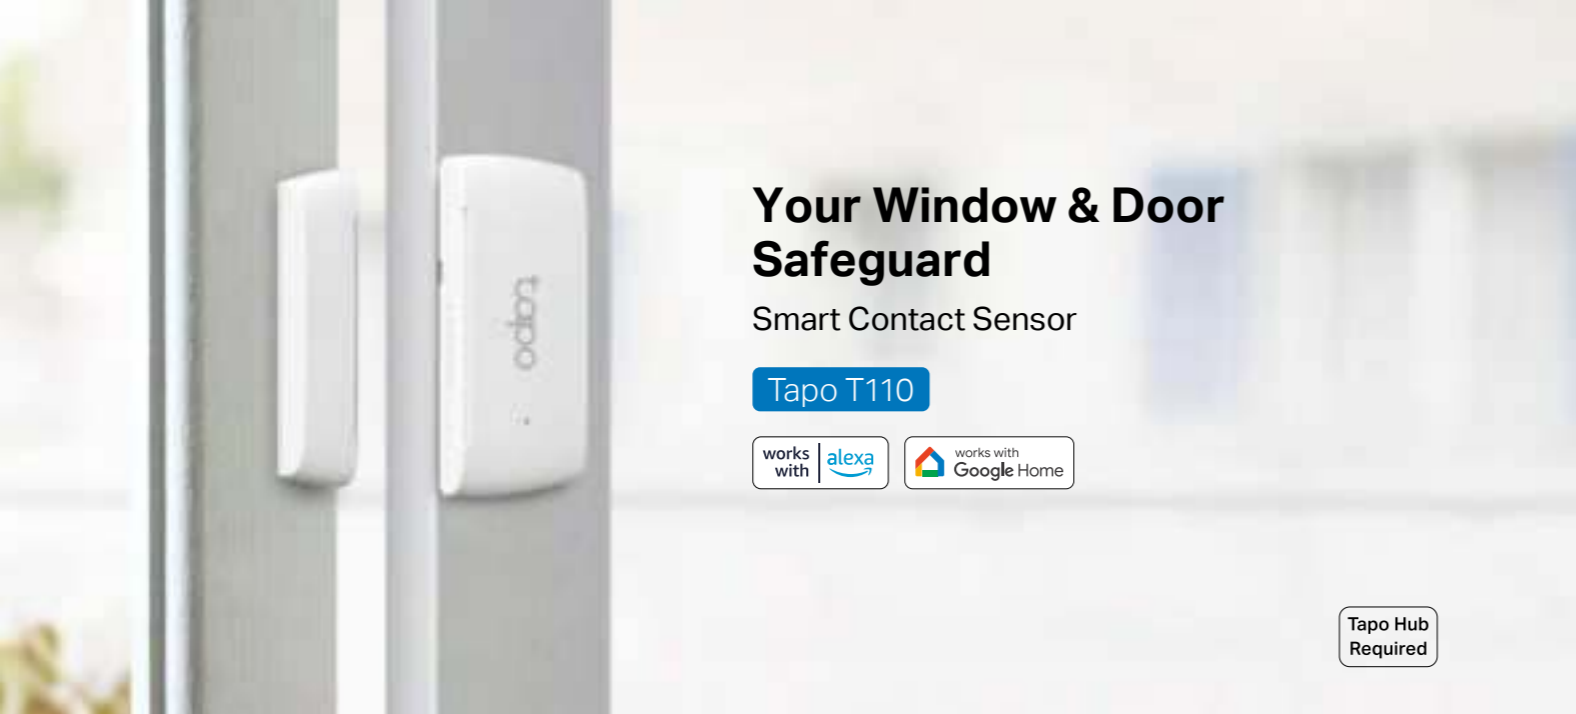 tapo
Your Window & Door
Safeguard
Smart Contact Sensor
Tapo T110
works
with
alexa
works with
Google Home
Tapo Hub
Required